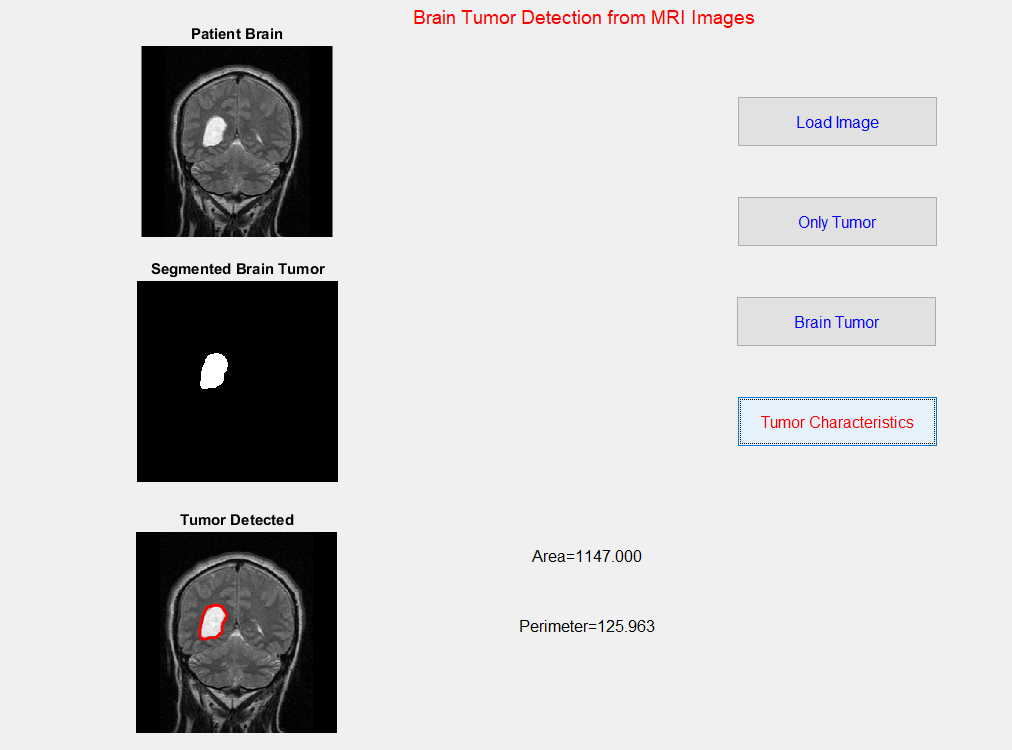 Brain Tumor Detection from MRI Images
Patient Brain
Load Image
Only Tumor
Segmented Brain Tumor
Brain Tumor
Tumor Characteristics
Tumor Detected
Area=1147.000
Perimeter=125.963